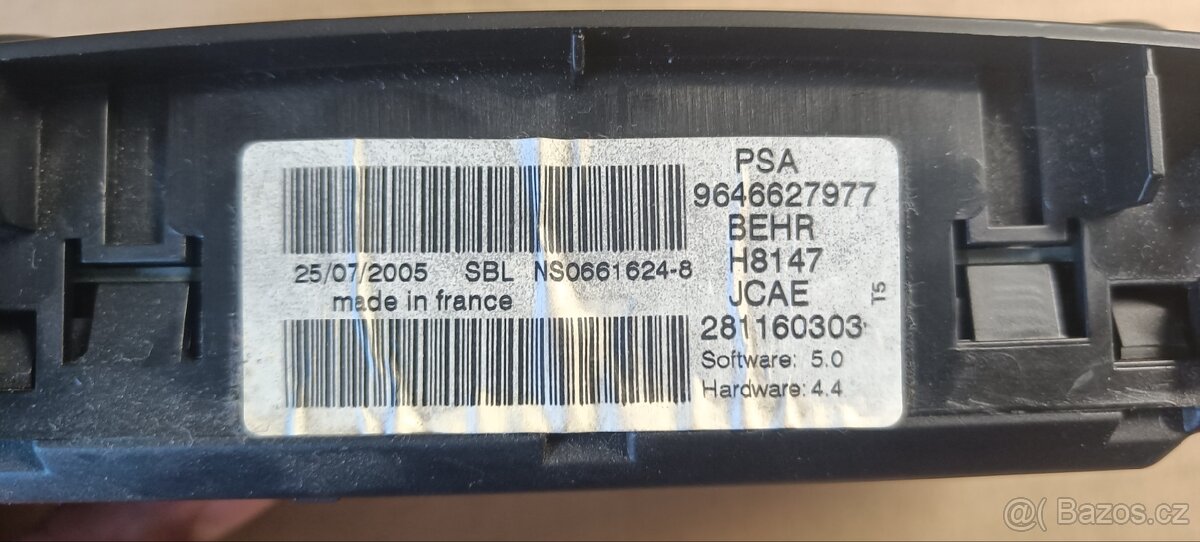 PSA
9646627977
BEHR
25/07/2005 SBL NS0661624-8
H8147
made in france
JCAE
T5
281160303
Software: 5.0
Hardware: 4.4
@( Bazos.cz